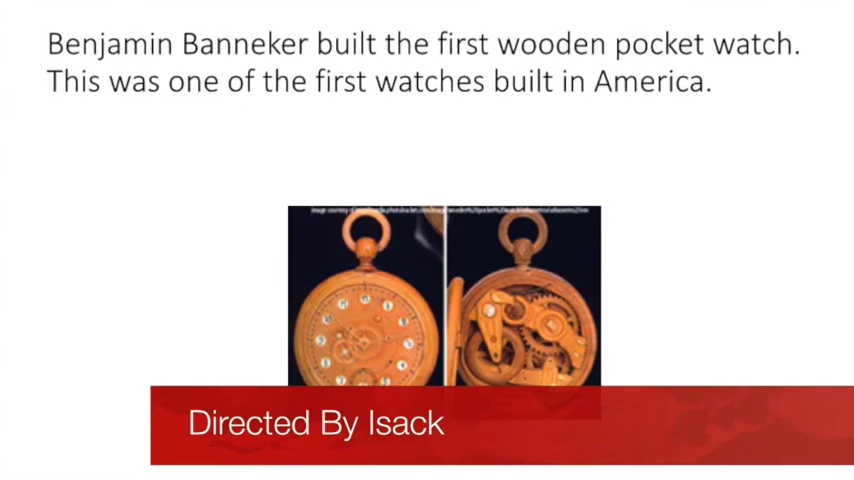 Benjamin Banneker built the first wooden pocket watch.
This was one of the first watches built in America.
Directed By Isack